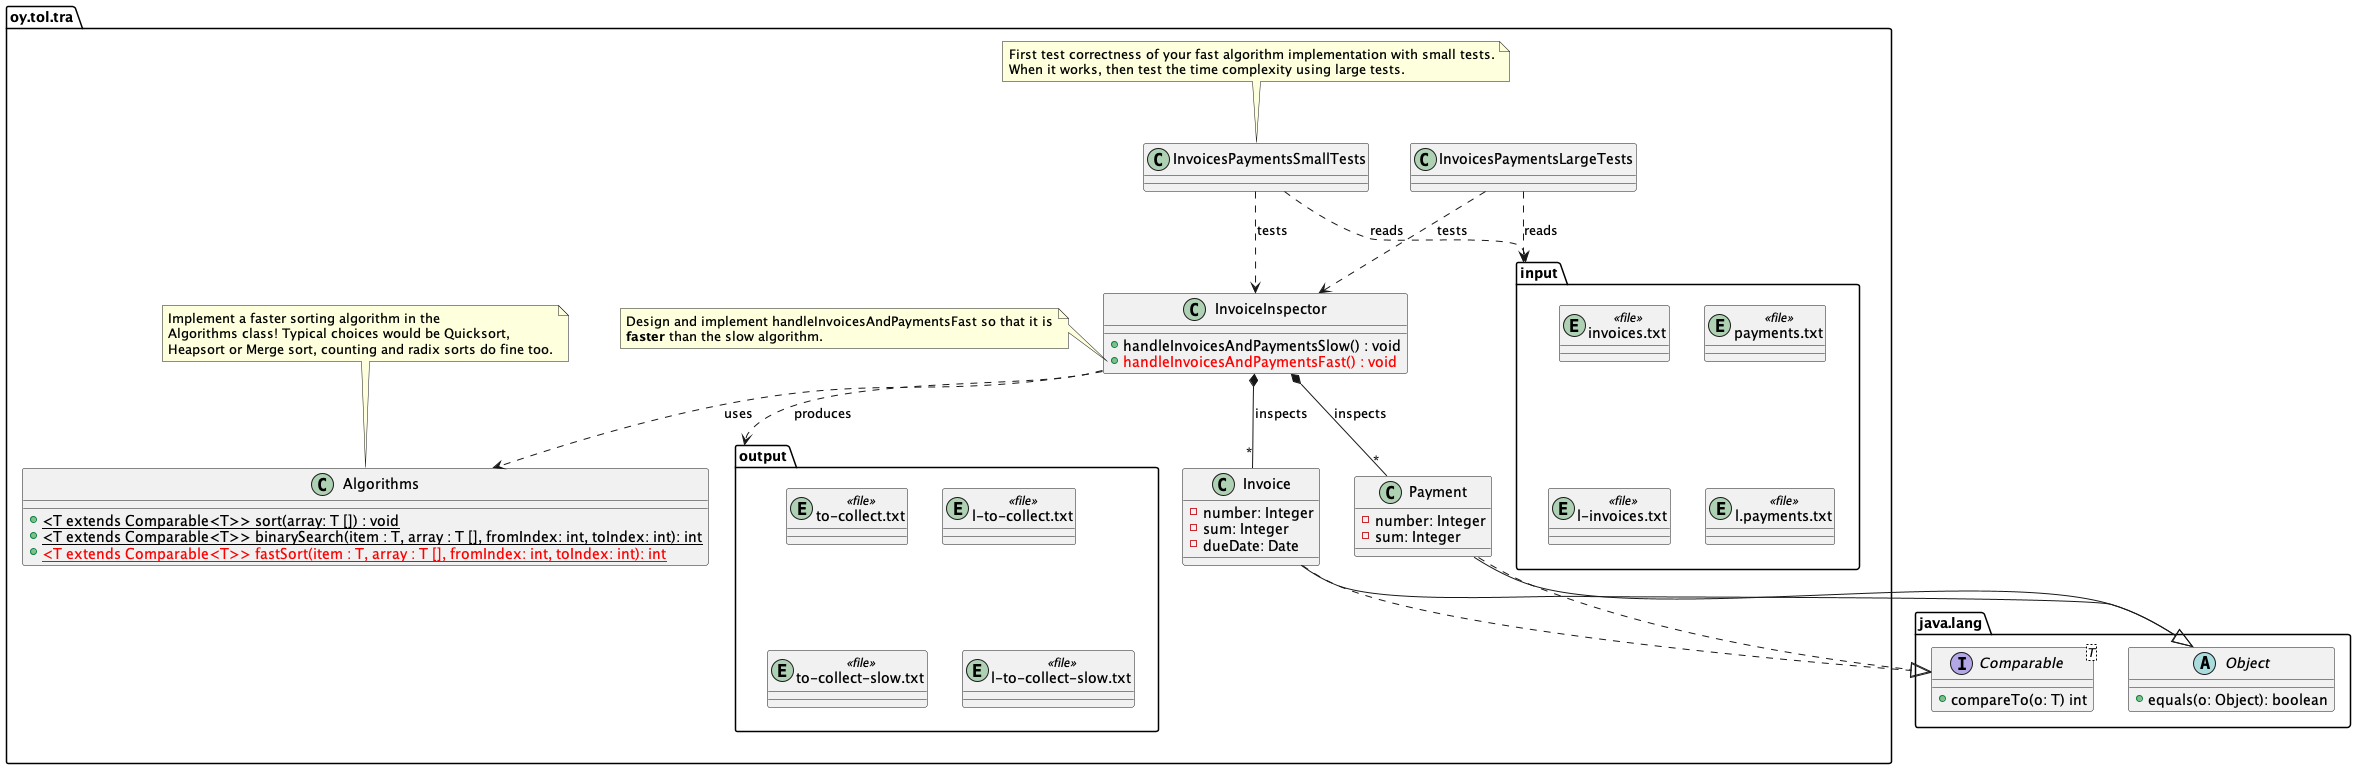 oy.tol.tra
First test correctness of your fast algorithm implementation with small tests.
When it works, then test the time complexity using large tests.
C InvoicesPaymentsSmallTests
C InvoicesPaymentsLargeTests
tests
reads
tests
reads
input
Implement a faster sorting algorithm in the
Algorithms class! Typical choices would be Quicksort,
Heapsort or Merge sort, counting and radix sorts do fine too.
Design and implement handleInvoicesAndPaymentsFast so that it is
faster than the slow algorithm.
C InvoiceInspector
handleInvoicesAndPaymentsSlow() : void
handleInvoicesAndPaymentsFast() : void
E «file»
invoices.txt
E «file»
payments.txt
uses
produces
inspects
inspects
*
*
output
C Algorithms
<T extends Comparable<T>> sort(array: T []) : void
<T extends Comparable<T>> binarySearch(item : T, array : T [], fromIndex: int, toIndex: int): int
<T extends Comparable<T>> fastSort(item : T, array : T [], fromIndex: int, toIndex: int): int
E «file»
to-collect.txt
E «file»
l-to-collect.txt
C Invoice
number: Integer
sum: Integer
dueDate: Date
C Payment
number: Integer
sum: Integer
E «file»
l-invoices.txt
E «file»
l.payments.txt
E «file»
to-collect-slow.txt
E «file»
l-to-collect-slow.txt
java.lang
I Comparable T
compareTo(o: T) int
A Object
equals(o: Object): boolean